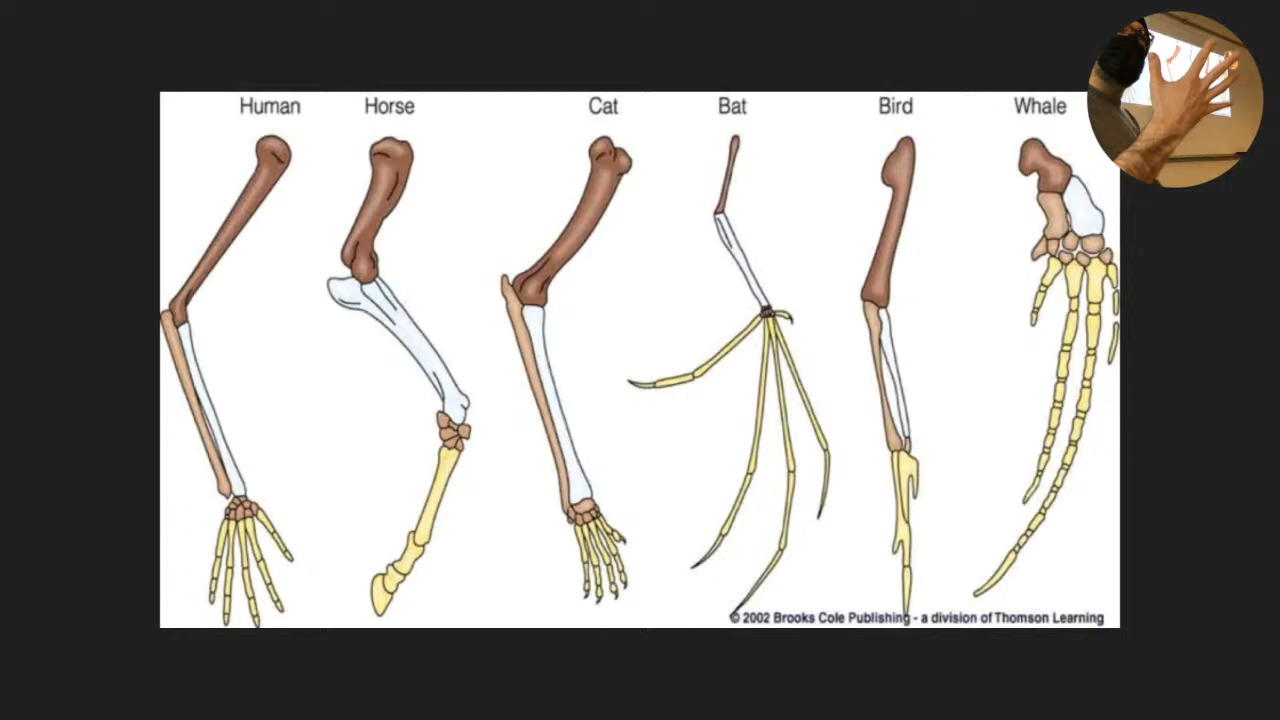 Human Horse Cat Bat Bird Whale
© 2002 Brooks Cole Publishing - a division of Thomson Learning